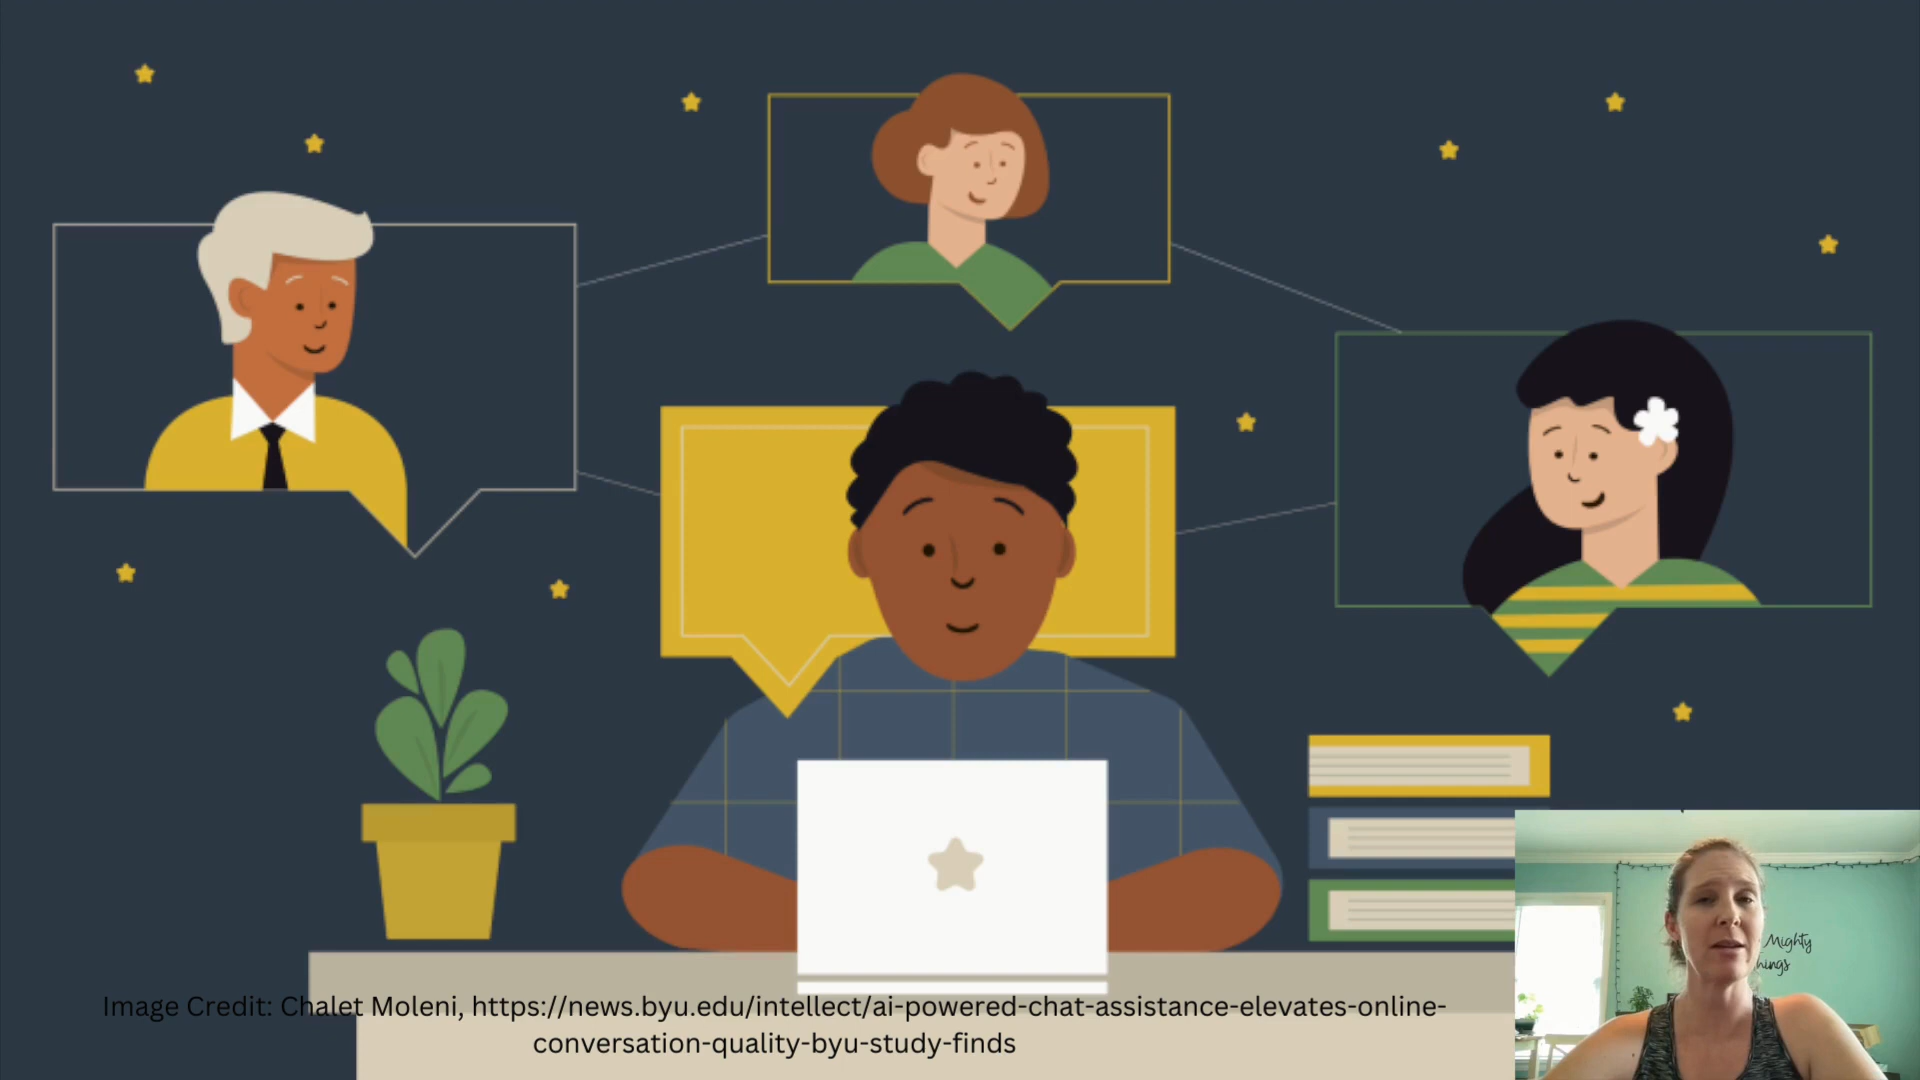 Mighty
hings
Image Credit: Chalet Moleni, https://news.byu.edu/intellect/ai-powered-chat-assistance-elevates-online-
conversation-quality-byu-study-finds